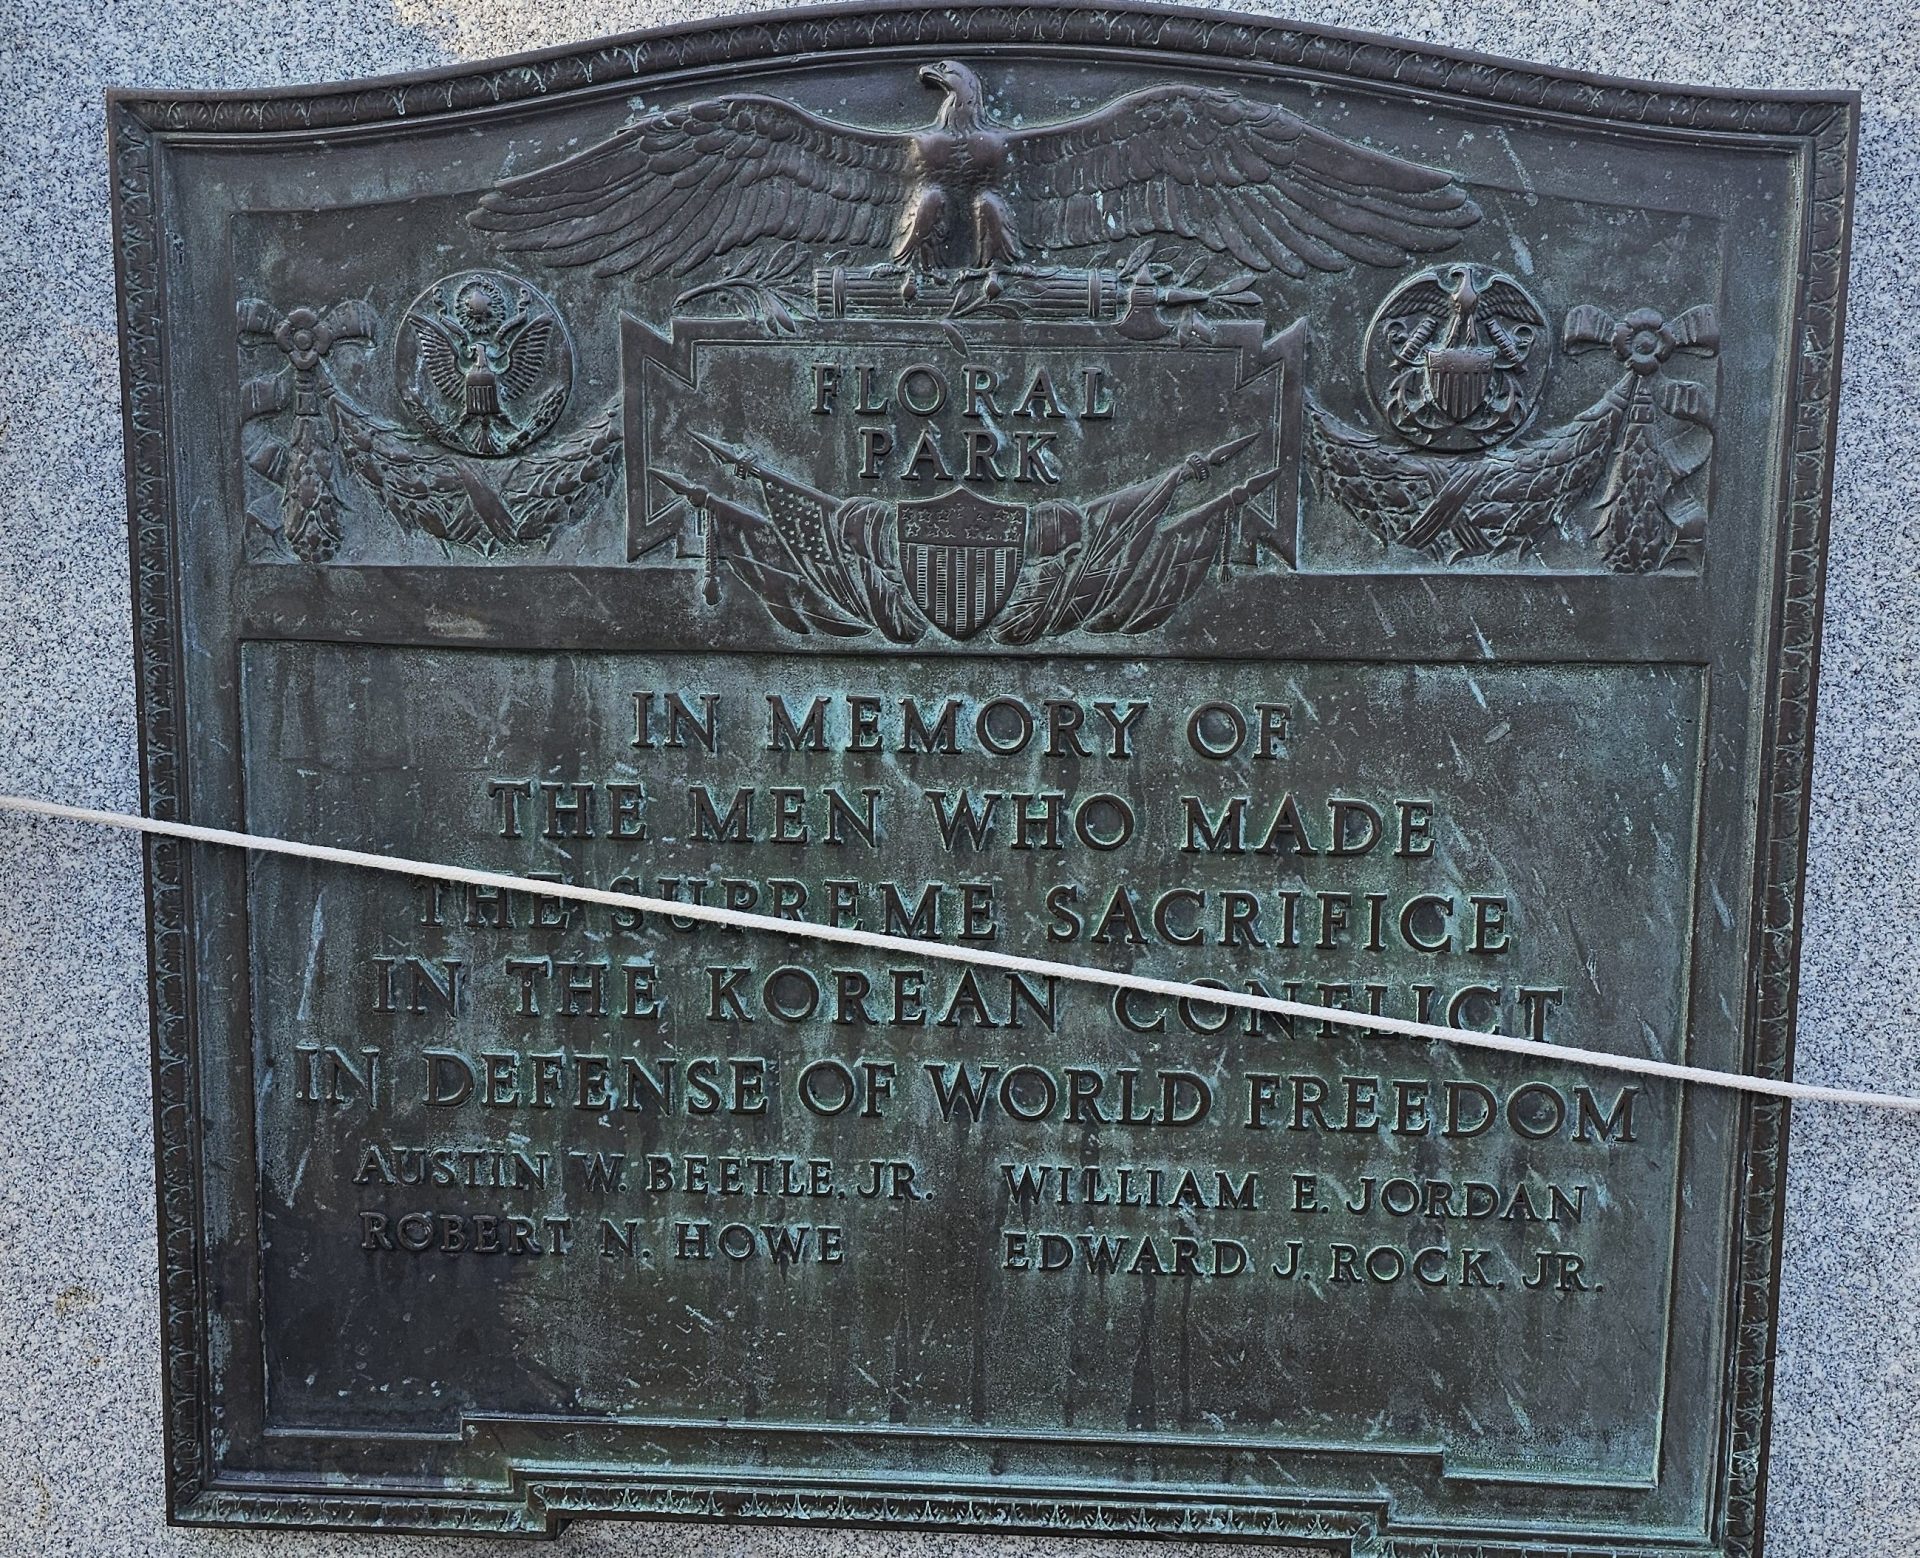 FLORAL
PARK
IN MEMORY OF
THE MEN WHO MADE
THE SUPREME SACRIFICE
IN THE KOREAN CONFLICT
IN DEFENSE OF WORLD FREEDOM
AUSTIN W. BEETLE, JR. WILLIAM E. JORDAN
ROBERT N. HOWE EDWARD J. ROCK, JR.